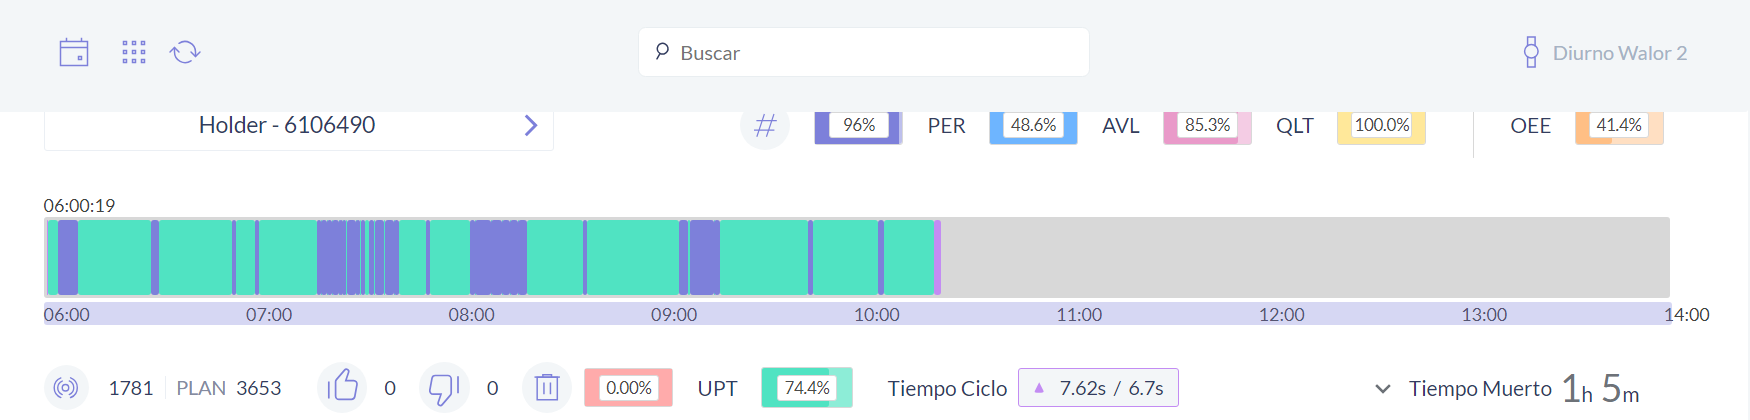 Buscar
Diurno Walor 2
Holder - 6106490
# 96% PER 48.6% AVL 85.3% QLT 100.0% OEE 41.4%
06:00:19
06:00 07:00 08:00 09:00 10:00 11:00 12:00 13:00 14:00
1781 PLAN 3653 0 0 0.00% UPT 74.4% Tiempo Ciclo 7.62s / 6.7s Tiempo Muerto 1h 5m